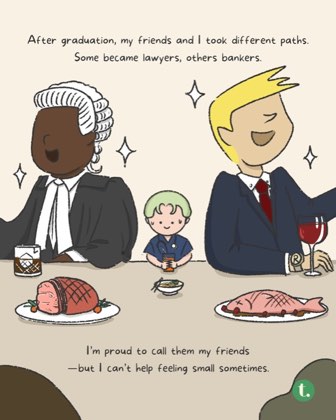 After graduation, my friends and I took different paths.
Some became lawyers, others bankers.
I'm proud to call them my friends
—but I can't help feeling small sometimes.
t.